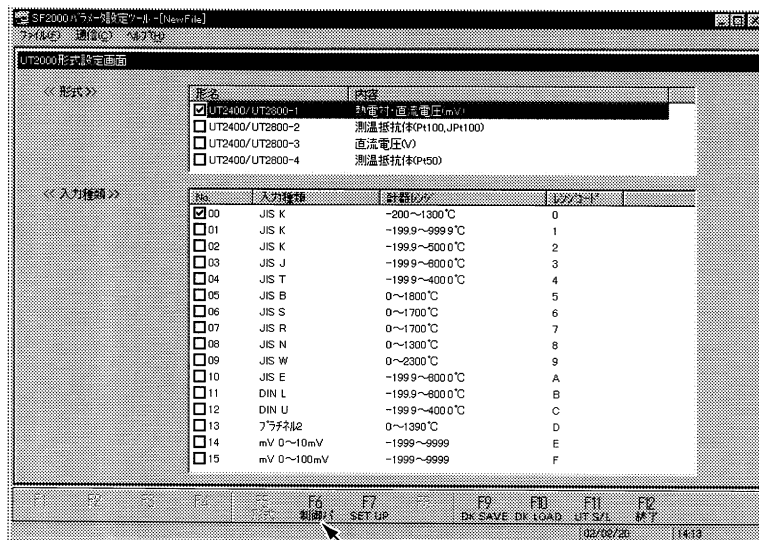 SF2000 パラメータ設定ツール -[NewFile]
ファイル(F) 通信(C) ヘルプ(H)
UT2000形式設定画面
<< 形式 >>
形名 内容
UT2400/UT2800-1 熱電対・直流電圧(mV)
UT2400/UT2800-2 測温抵抗体(Pt100,JPt100)
UT2400/UT2800-3 直流電圧(V)
UT2400/UT2800-4 測温抵抗体(Pt50)
<< 入力種類 >>
No. 入力種類 計器レンジ レンジコード
00 JIS K -200~1300℃ 0
01 JIS K -199.9~999.9℃ 1
02 JIS K -199.9~500.0℃ 2
03 JIS J -199.9~600.0℃ 3
04 JIS T -199.9~400.0℃ 4
05 JIS B 0~1800℃ 5
06 JIS S 0~1700℃ 6
07 JIS R 0~1700℃ 7
08 JIS N 0~1300℃ 8
09 JIS W 0~2300℃ 9
10 JIS E -199.9~600.0℃ A
11 DIN L -199.9~600.0℃ B
12 DIN U -199.9~400.0℃ C
13 プラチネル2 0~1390℃ D
14 mV 0~10mV -1999~9999 E
15 mV 0~100mV -1999~9999 F
F1 F2 F3 F4 F5 F6 F7 F8 F9 F10 F11 F12
制御パ SET UP DK SAVE DK LOAD UT S/L 終了
02/02/20 14:13